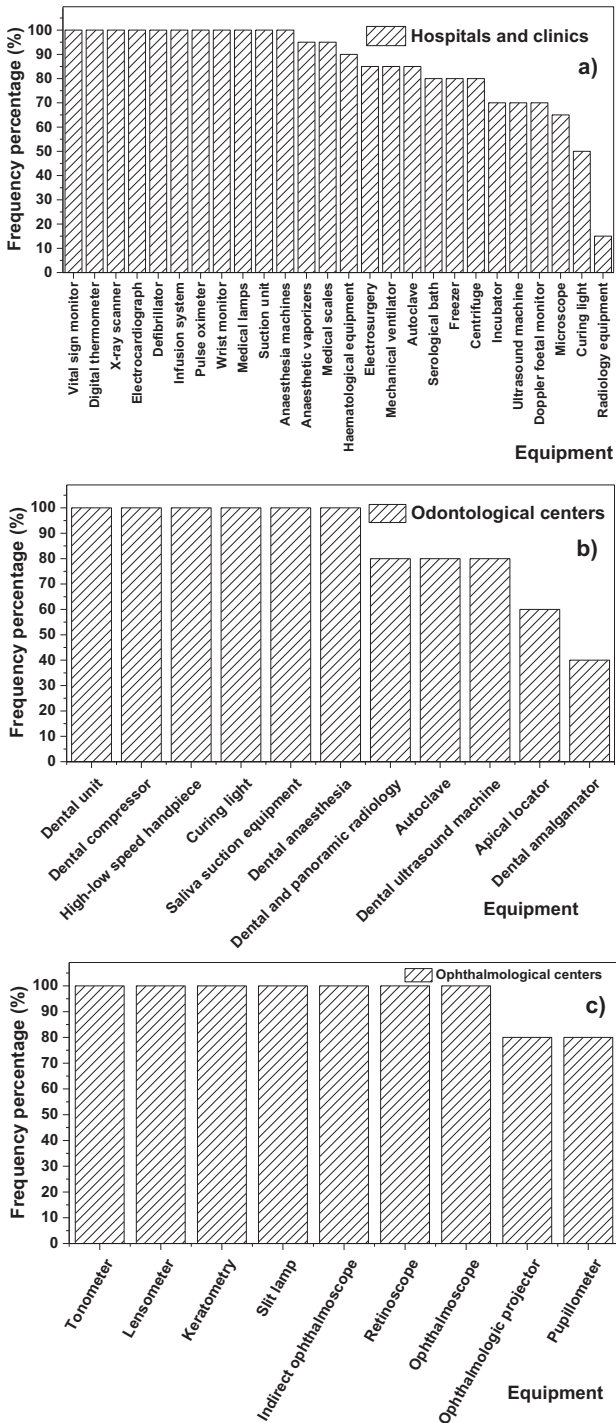 Hospitals and clinics
a)
Frequency percentage (%)
100
90
80
70
60
50
40
30
20
10
0
Vital sign monitor
Digital thermometer
X-ray scanner
Electrocardiograph
Defibrillator
Infusion system
Pulse oximeter
Wrist monitor
Medical lamps
Suction unit
Anaesthesia machines
Anaesthetic vaporizers
Medical scales
Haematological equipment
Electrosurgery
Mechanical ventilator
Autoclave
Serological bath
Freezer
Centrifuge
Incubator
Ultrasound machine
Doppler foetal monitor
Microscope
Curing light
Radiology equipment
Equipment
Odontological centers
b)
Frequency percentage (%)
100
90
80
70
60
50
40
30
20
10
0
Dental unit
Dental compressor
High-low speed handpiece
Curing light
Saliva suction equipment
Dental anaesthesia
Dental and panoramic radiology
Autoclave
Dental ultrasound machine
Apical locator
Dental amalgamator
Equipment
Ophthalmological centers
c)
Frequency percentage (%)
100
90
80
70
60
50
40
30
20
10
0
Tonometer
Lensometer
Keratometry
Slit lamp
Indirect ophthalmoscope
Retinoscope
Ophthalmoscope
Ophthalmologic projector
Pupillometer
Equipment